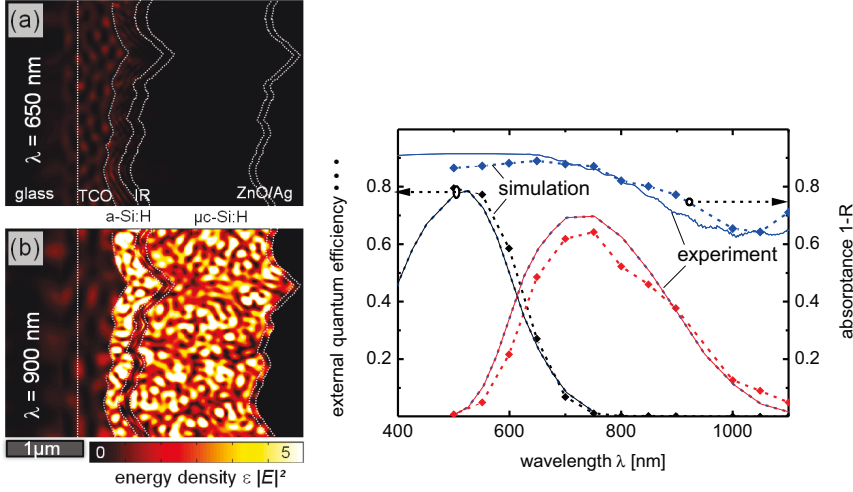 (a)
λ = 650 nm
glass
TCO
IR
ZnO/Ag
a-Si:H
µc-Si:H
(b)
λ = 900 nm
1µm
0
5
energy density ε |E|²
external quantum efficiency • • •
0.8
0.6
0.4
0.2
simulation
experiment
0.8
0.6
0.4
0.2
absorptance 1-R
400
600
800
1000
wavelength λ [nm]